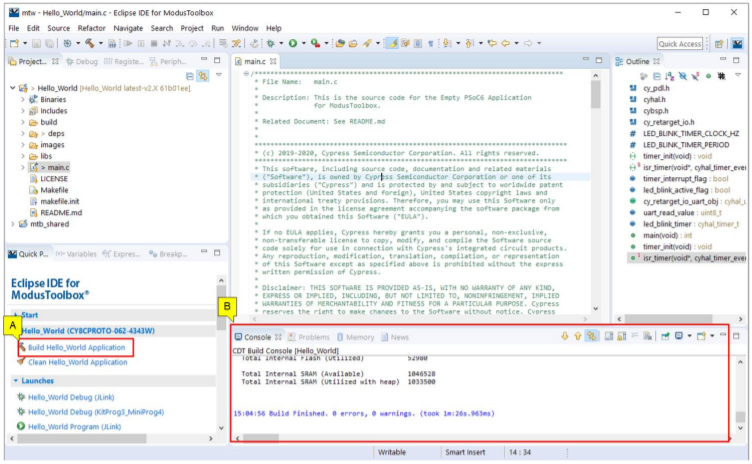 mtw - Hello_World/main.c - Eclipse IDE for ModusToolbox
File Edit Source Refactor Navigate Search Project Run Window Help
Quick Access
Project...
Debug
Registe...
Periph...
main.c
Outline
> Hello_World [Hello_World latest-v2.X 61b01ee]
Binaries
Includes
build
> deps
images
libs
> main.c
LICENSE
Makefile
makefile.init
README.md
mtb_shared
/******************************************************************************
* File Name: main.c
*
* Description: This is the source code for the Empty PSoC6 Application
* for ModusToolbox.
*
* Related Document: See README.md
*
*
*******************************************************************************
* (c) 2019-2020, Cypress Semiconductor Corporation. All rights reserved.
*******************************************************************************
* This software, including source code, documentation and related materials
* ("Software"), is owned by Cypress Semiconductor Corporation or one of its
* subsidiaries ("Cypress") and is protected by and subject to worldwide patent
* protection (United States and foreign), United States copyright laws and
* international treaty provisions. Therefore, you may use this Software only
* as provided in the license agreement accompanying the software package from
* which you obtained this Software ("EULA").
*
* If no EULA applies, Cypress hereby grants you a personal, non-exclusive,
* non-transferable license to copy, modify, and compile the Software source
* code solely for use in connection with Cypress's integrated circuit products.
* Any reproduction, modification, translation, compilation, or representation
* of this Software except as specified above is prohibited without the express
* written permission of Cypress.
*
* Disclaimer: THIS SOFTWARE IS PROVIDED AS-IS, WITH NO WARRANTY OF ANY KIND,
* EXPRESS OR IMPLIED, INCLUDING, BUT NOT LIMITED TO, NONINFRINGEMENT, IMPLIED
* WARRANTIES OF MERCHANTABILITY AND FITNESS FOR A PARTICULAR PURPOSE. Cypress
* reserves the right to make changes to the Software without notice. Cypress
cy_pdl.h
cyhal.h
cybsp.h
cy_retarget_io.h
LED_BLINK_TIMER_CLOCK_HZ
LED_BLINK_TIMER_PERIOD
timer_init(void) : void
isr_timer(void*, cyhal_timer_ever
timer_interrupt_flag : bool
led_blink_active_flag : bool
cy_retarget_io_uart_obj : cyhal_u
uart_read_value : uint8_t
led_blink_timer : cyhal_timer_t
main(void) : int
timer_init(void) : void
isr_timer(void*, cyhal_timer_ever
Quick P...
Variables
Expres...
Breakp...
Eclipse IDE for
ModusToolbox®
Start
A
Hello_World (CY8CPROTO-062-4343W)
Build Hello_World Application
Clean Hello_World Application
Launches
Hello_World Debug (JLink)
Hello_World Debug (KitProg3_MiniProg4)
Hello_World Program (JLink)
B
Console
Problems
Memory
News
CDT Build Console [Hello_World]
Total Internal Flash (Utilized) 52980
Total Internal SRAM (Available) 1046528
Total Internal SRAM (Utilized with heap) 1033500
15:04:56 Build Finished. 0 errors, 0 warnings. (took 1m:26s.963ms)
Writable
Smart Insert
14 : 34